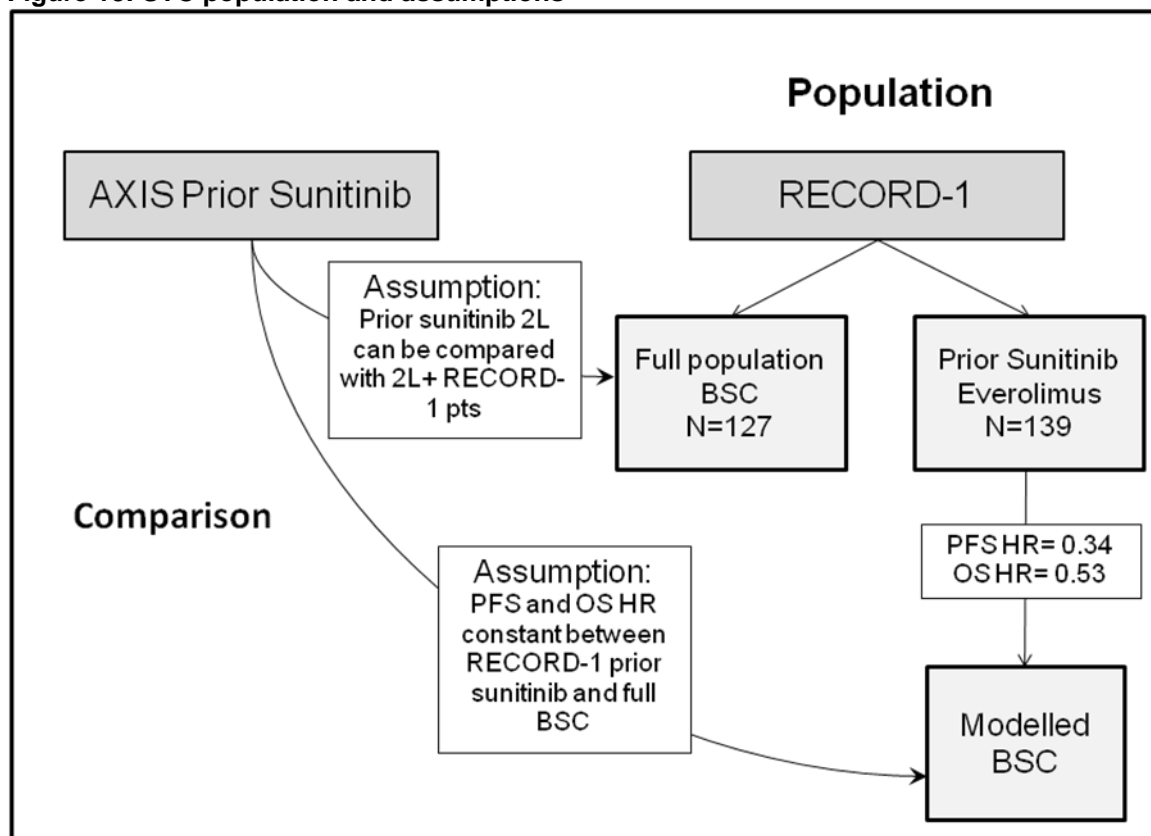 Figure population and assumptions
Population
AXIS Prior Sunitinib
RECORD-1
Assumption:
Prior sunitinib 2L
can be compared
with 2L+ RECORD-
1 pts
Full population
BSC
N=127
Prior Sunitinib
Everolimus
N=139
Comparison
PFS HR= 0.34
OS HR= 0.53
Assumption:
PFS and OS HR
constant between
RECORD-1 prior
sunitinib and full
BSC
Modelled
BSC